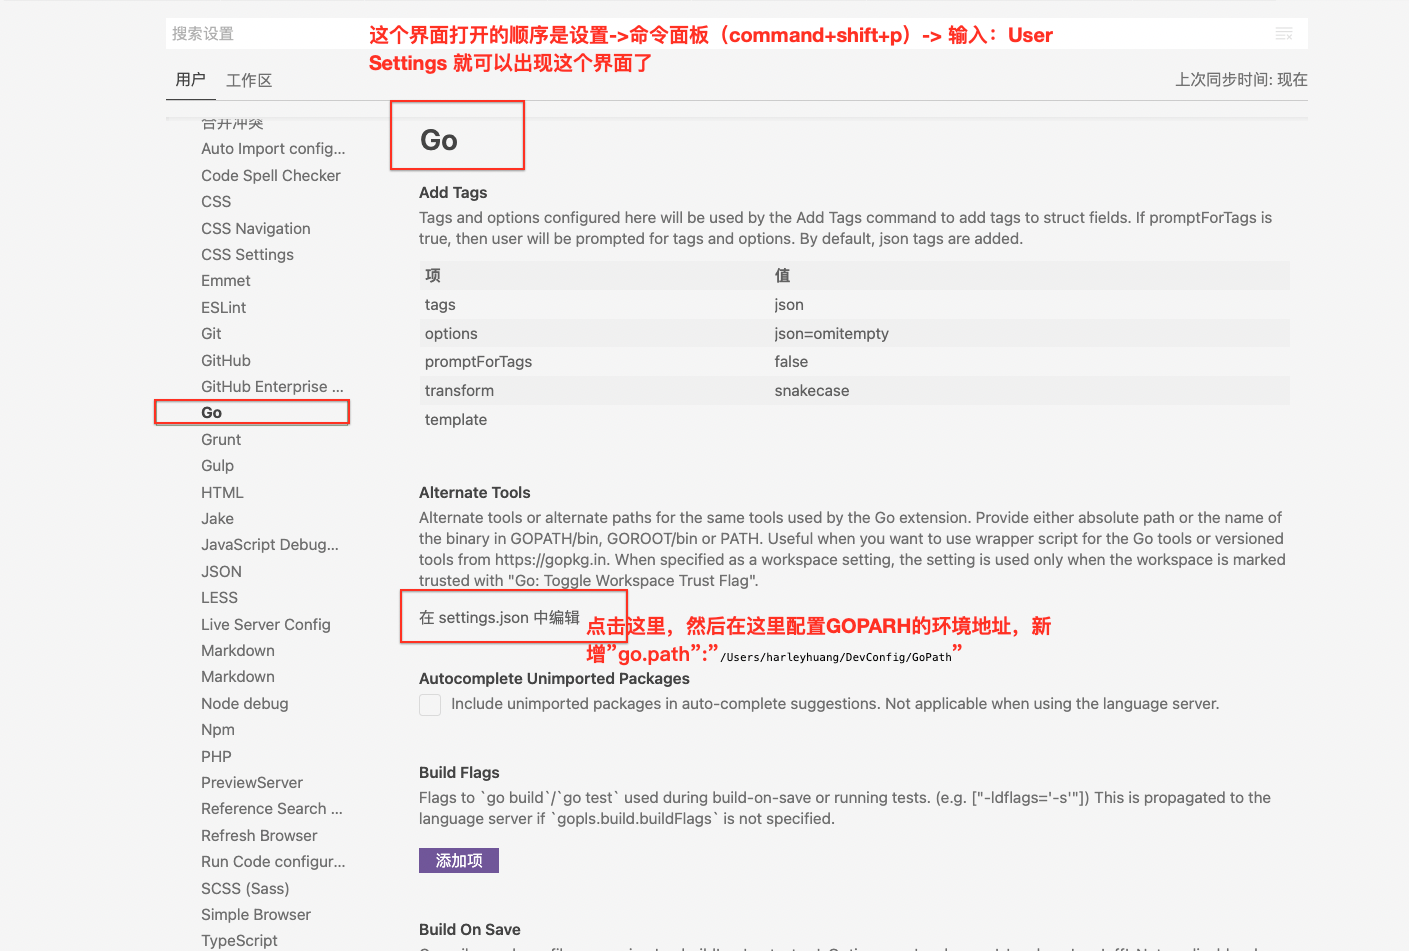 搜索设置
这个界面打开的顺序是设置->命令面板（command+shift+p）-> 输入：User
Settings 就可以出现这个界面了
用户 工作区
上次同步时间: 现在
合并冲突
Auto Import config...
Code Spell Checker
CSS
CSS Navigation
CSS Settings
Emmet
ESLint
Git
GitHub
GitHub Enterprise ...
Go
Grunt
Gulp
HTML
Jake
JavaScript Debug...
JSON
LESS
Live Server Config
Markdown
Markdown
Node debug
Npm
PHP
PreviewServer
Reference Search ...
Refresh Browser
Run Code configur...
SCSS (Sass)
Simple Browser
TypeScript
Go
Add Tags
Tags and options configured here will be used by the Add Tags command to add tags to struct fields. If promptForTags is
true, then user will be prompted for tags and options. By default, json tags are added.
项 值
tags json
options json=omitempty
promptForTags false
transform snakecase
template
Alternate Tools
Alternate tools or alternate paths for the same tools used by the Go extension. Provide either absolute path or the name of
the binary in GOPATH/bin, GOROOT/bin or PATH. Useful when you want to use wrapper script for the Go tools or versioned
tools from https://gopkg.in. When specified as a workspace setting, the setting is used only when the workspace is marked
trusted with "Go: Toggle Workspace Trust Flag".
在 settings.json 中编辑
点击这里，然后在这里配置GOPARH的环境地址，新
增”go.path”:”/Users/harleyhuang/DevConfig/GoPath”
Autocomplete Unimported Packages
Include unimported packages in auto-complete suggestions. Not applicable when using the language server.
Build Flags
Flags to `go build`/`go test` used during build-on-save or running tests. (e.g. ["-ldflags='-s'"]) This is propagated to the
language server if `gopls.build.buildFlags` is not specified.
添加项
Build On Save